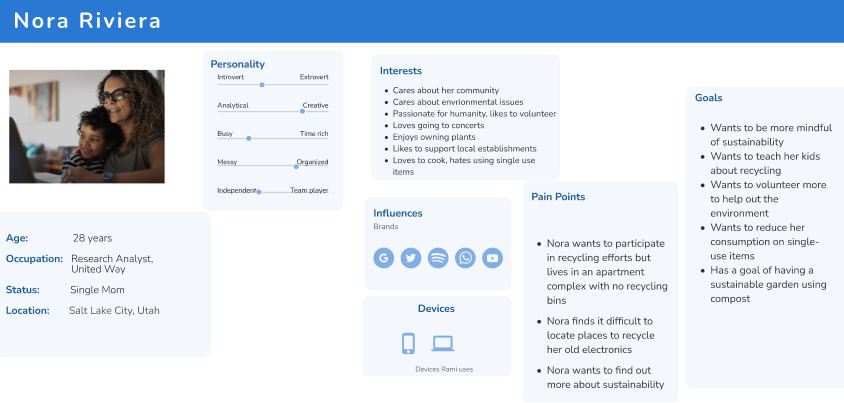 Nora Riviera
Personality
Introvert Extrovert
Analytical Creative
Busy Time rich
Messy Organized
Independent Team player
Age: 28 years
Ocupation: Research Analyst,
United Way
Status: Single Mom
Location: Salt Lake City, Utah
Interests
Cares about her community
Cares about envrionmental issues
Passionate for humanity, likes to volunteer
Loves going to concerts
Enjoys owning plants
Likes to support local establishments
Loves to cook, hates using single use
items
Influences
Brands
Devices
Devices Rami uses
Pain Points
Nora wants to participate
in recycling efforts but
lives in an apartment
complex with no recycling
bins
Nora finds it difficult to
locate places to recycle
her old electronics
Nora wants to find out
more about sustainability
Goals
Wants to be more mindful
of sustainability
Wants to teach her kids
about recycling
Wants to volunteer more
to help out the
environment
Wants to reduce her
consumption on single-
use items
Has a goal of having a
sustainable garden using
compost